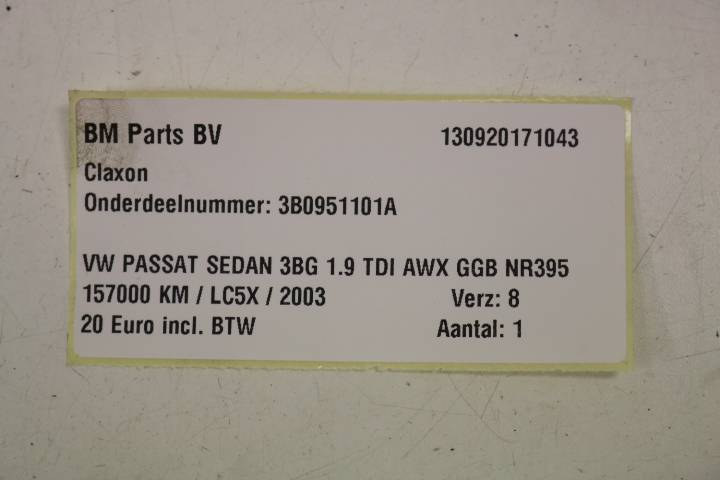 BM Parts BV 130920171043
Claxon
Onderdeelnummer: 3B0951101A
VW PASSAT SEDAN 3BG 1.9 TDI AWX GGB NR395
157000 KM / LC5X / 2003 Verz: 8
20 Euro incl. BTW Aantal: 1